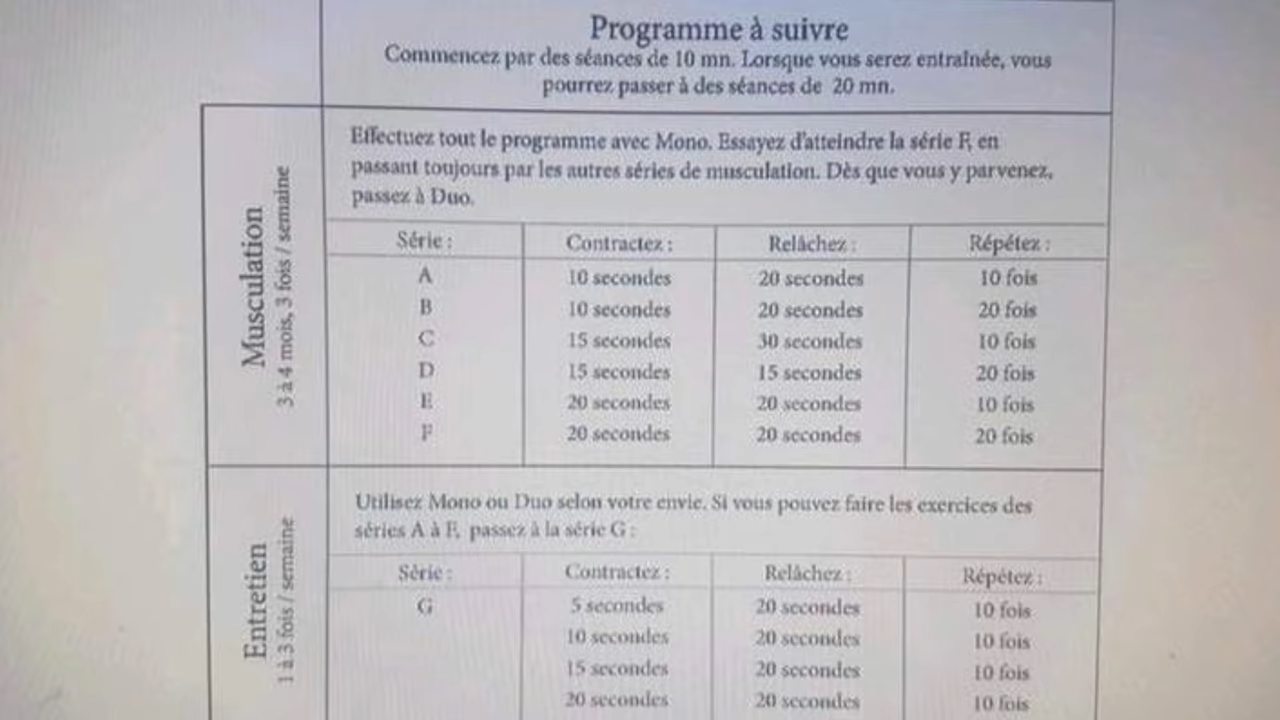 Programme à suivre
Commencez par des séances de 10 mn. Lorsque vous serez entraînée, vous
pourrez passer à des séances de 20 mn.
Musculation
3 à 4 mois, 3 fois / semaine
Effectuez tout le programme avec Mono. Essayez d'atteindre la série F, en
passant toujours par les autres séries de musculation. Dès que vous y parvenez,
passez à Duo.
Série : Contractez : Relâchez : Répétez :
A 10 secondes 20 secondes 10 fois
B 10 secondes 20 secondes 20 fois
C 15 secondes 30 secondes 10 fois
D 15 secondes 15 secondes 20 fois
E 20 secondes 20 secondes 10 fois
F 20 secondes 20 secondes 20 fois
Entretien
1 à 3 fois / semaine
Utilisez Mono ou Duo selon votre envie. Si vous pouvez faire les exercices des
séries A à F, passez à la série G :
Série : Contractez : Relâchez : Répétez :
G 5 secondes 20 secondes 10 fois
10 secondes 20 secondes 10 fois
15 secondes 20 secondes 10 fois
20 secondes 20 secondes 10 fois